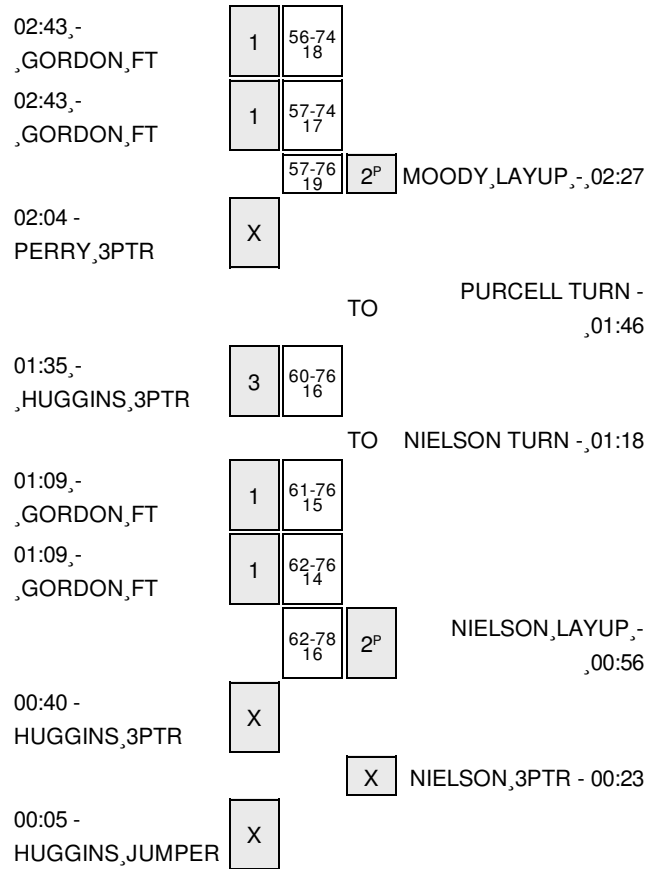 02:43¸-
¸GORDON¸FT
1
56-74
18
02:43¸-
¸GORDON¸FT
1
57-74
17
57-76
19
2P
MOODY¸LAYUP¸-¸02:27
02:04 -
PERRY¸3PTR
X
TO
PURCELL TURN -
¸01:46
01:35¸-
¸HUGGINS¸3PTR
3
60-76
16
TO
NIELSON TURN -¸01:18
01:09¸-
¸GORDON¸FT
1
61-76
15
01:09¸-
¸GORDON¸FT
1
62-76
14
62-78
16
2P
NIELSON¸LAYUP¸-
¸00:56
00:40 -
HUGGINS¸3PTR
X
X
NIELSON¸3PTR - 00:23
00:05 -
HUGGINS¸JUMPER
X